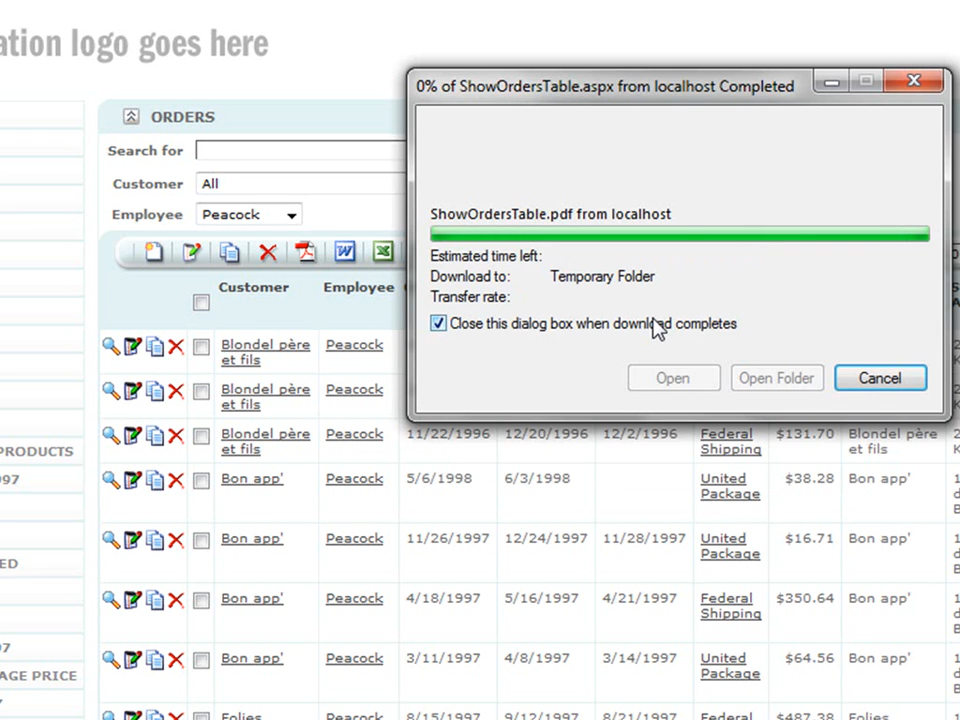 ation logo goes here
0% of ShowOrdersTable.aspx from localhost Completed
ORDERS
Search for
Customer All
Employee Peacock
ShowOrdersTable.pdf from localhost
Estimated time left:
Download to: Temporary Folder
Transfer rate:
Close this dialog box when download completes
Open Open Folder Cancel
Customer Employee
Blondel père Peacock
et fils
Blondel père Peacock
et fils
Blondel père Peacock 11/22/1996 12/20/1996 12/2/1996 Federal $131.70 Blondel père
et fils Shipping et fils
PRODUCTS
97
Bon app' Peacock 5/6/1998 6/3/1998 United $38.28 Bon app'
Package
Bon app' Peacock 11/26/1997 12/24/1997 11/28/1997 United $16.71 Bon app'
Package
ED
Bon app' Peacock 4/18/1997 5/16/1997 4/21/1997 Federal $350.64 Bon app'
Shipping
97
Bon app' Peacock 3/11/1997 4/8/1997 3/14/1997 United $64.56 Bon app'
Package
AGE PRICE
Folies Peacock 8/15/1997 9/12/1997 8/21/1997 Federal $487.38 Folies